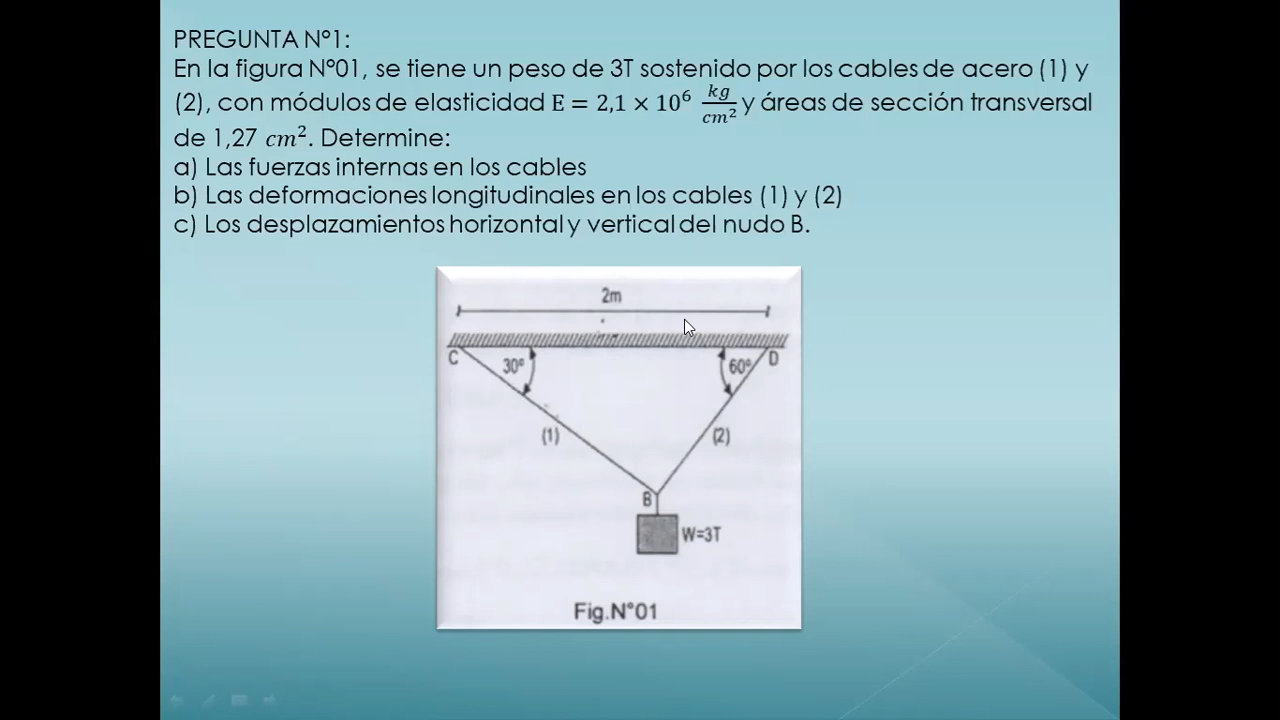 PREGUNTA N°1:
En la figura N°01, se tiene un peso de 3T sostenido por los cables de acero (1) y
(2), con módulos de elasticidad E = 2,1 × 10⁶ kg/cm² y áreas de sección transversal
de 1,27 cm². Determine:
a) Las fuerzas internas en los cables
b) Las deformaciones longitudinales en los cables (1) y (2)
c) Los desplazamientos horizontal y vertical del nudo B.
2m
C 30° 60° D
(1) (2)
B
W=3T
Fig.N°01